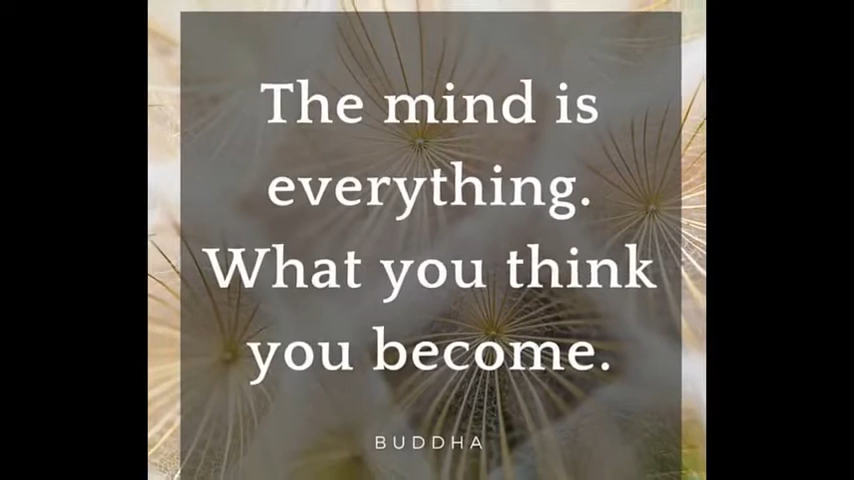 The mind is
everything.
What you think
you become.
BUDDHA